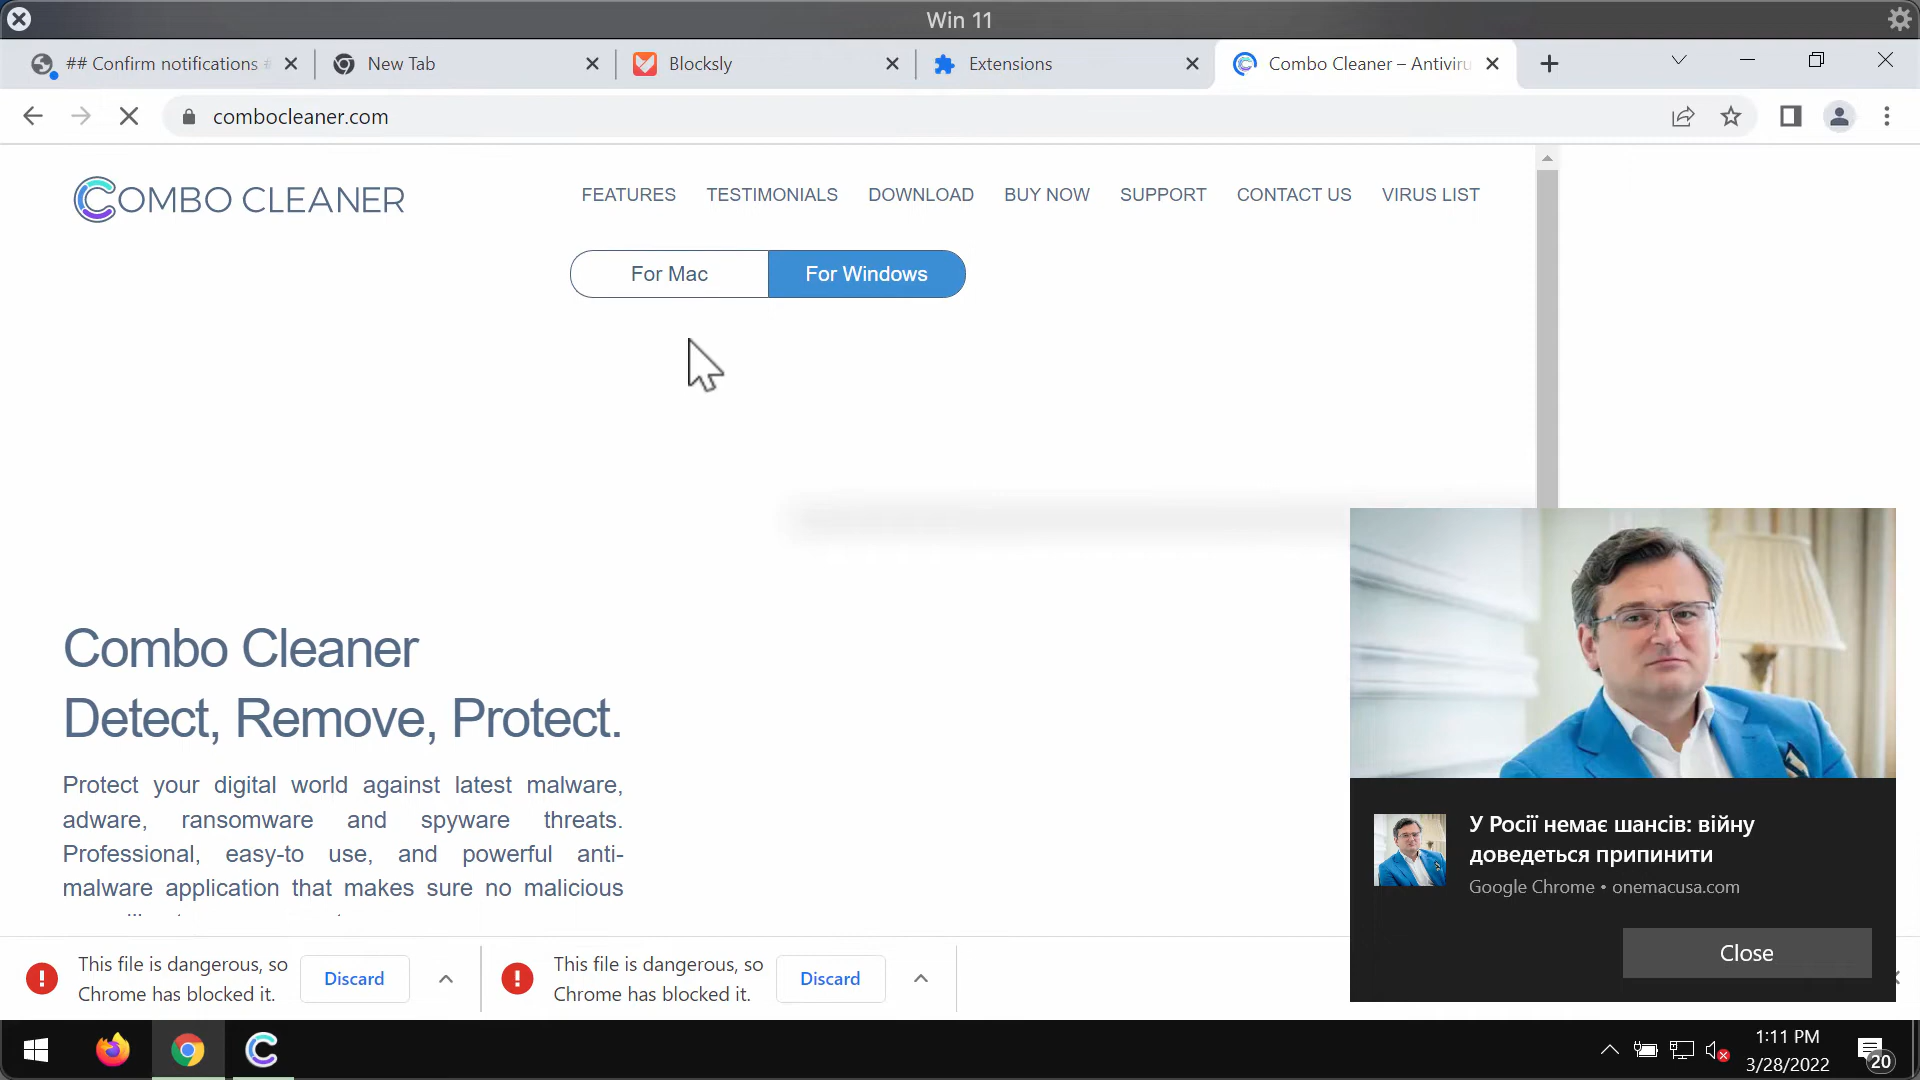 Win 11
## Confirm notifications #
New Tab
Blocksly
Extensions
Combo Cleaner – Antiviru
combocleaner.com
COMBO CLEANER
FEATURES
TESTIMONIALS
DOWNLOAD
BUY NOW
SUPPORT
CONTACT US
VIRUS LIST
For Mac
For Windows
Combo Cleaner
Detect, Remove, Protect.
Protect your digital world against latest malware,
adware, ransomware and spyware threats.
Professional, easy-to use, and powerful anti-
malware application that makes sure no malicious
У Росії немає шансів: війну
доведеться припинити
Google Chrome • onemacusa.com
Close
This file is dangerous, so
Chrome has blocked it.
Discard
This file is dangerous, so
Chrome has blocked it.
Discard
1:11 PM
3/28/2022
20